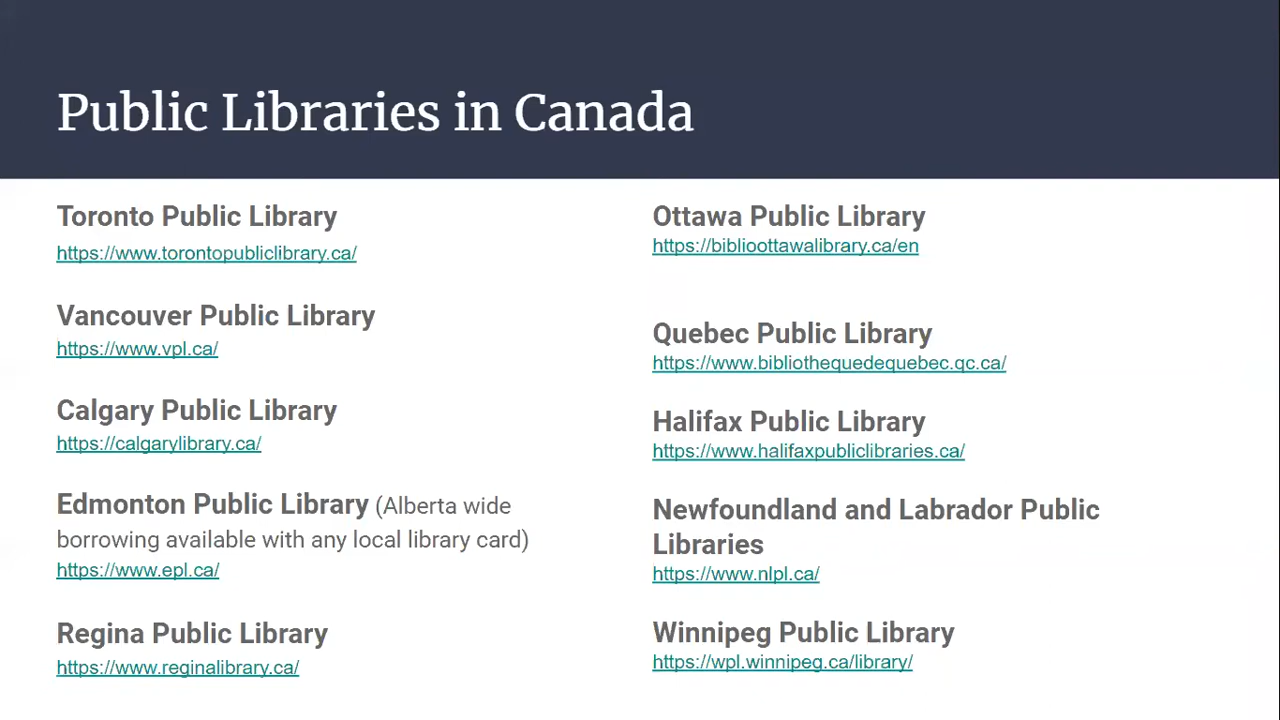 Public Libraries in Canada
Toronto Public Library
https://www.torontopubliclibrary.ca/
Vancouver Public Library
https://www.vpl.ca/
Calgary Public Library
https://calgarylibrary.ca/
Edmonton Public Library (Alberta wide
borrowing available with any local library card)
https://www.epl.ca/
Regina Public Library
https://www.reginalibrary.ca/
Ottawa Public Library
https://biblioottawalibrary.ca/en
Quebec Public Library
https://www.bibliothequedequebec.qc.ca/
Halifax Public Library
https://www.halifaxpubliclibraries.ca/
Newfoundland and Labrador Public
Libraries
https://www.nlpl.ca/
Winnipeg Public Library
https://wpl.winnipeg.ca/library/